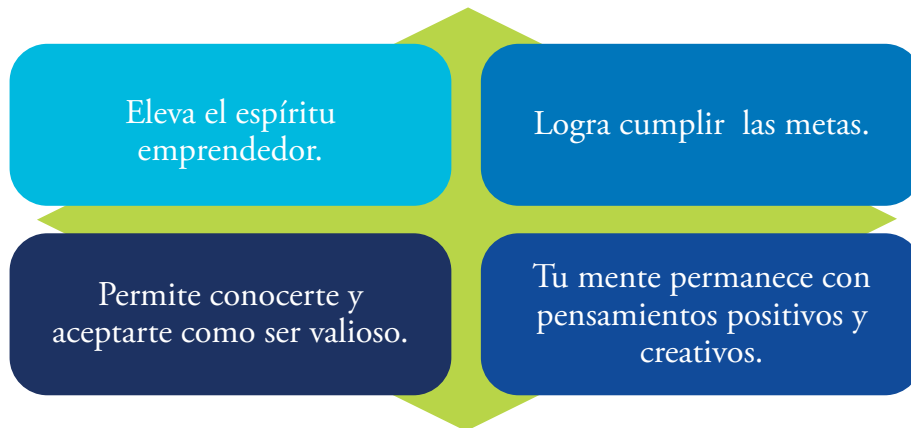 Eleva el espíritu
emprendedor.
Logra cumplir  las metas.
Permite conocerte y
aceptarte como ser valioso.
Tu mente permanece con
pensamientos positivos y
creativos.